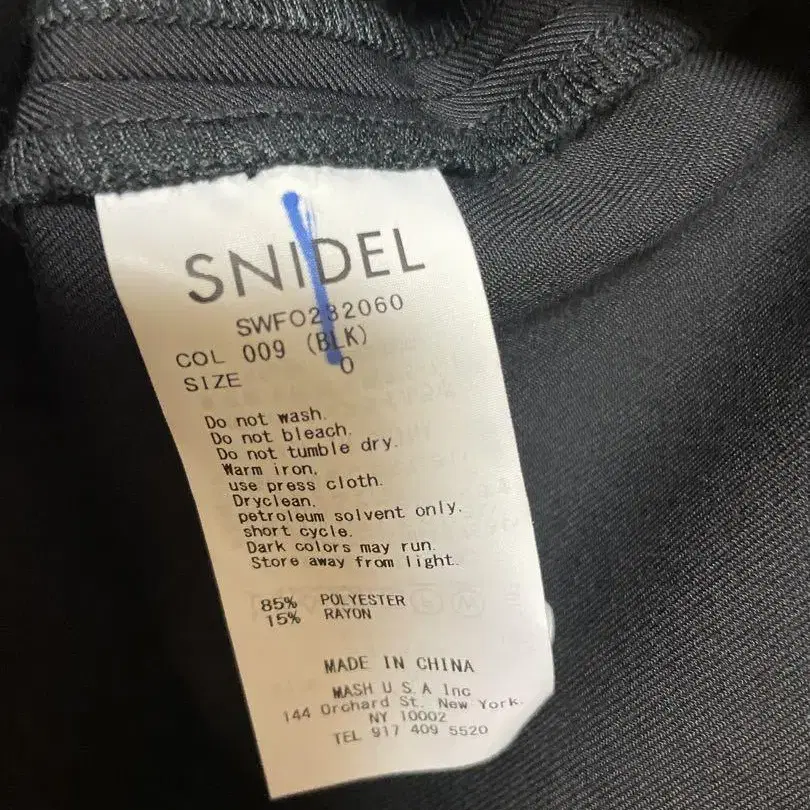 SNIDEL
SWFO232060
COL 009 (BLK)
SIZE 0
Do not wash.
Do not bleach.
Do not tumble dry.
Warm iron,
use press cloth.
Dryclean,
petroleum solvent only.
short cycle.
Dark colors may run.
Store away from light.
85% POLYESTER
15% RAYON
MADE IN CHINA
MASH U.S.A Inc
144 Orchard St. New York.
NY 10002
TEL 917 409 5520